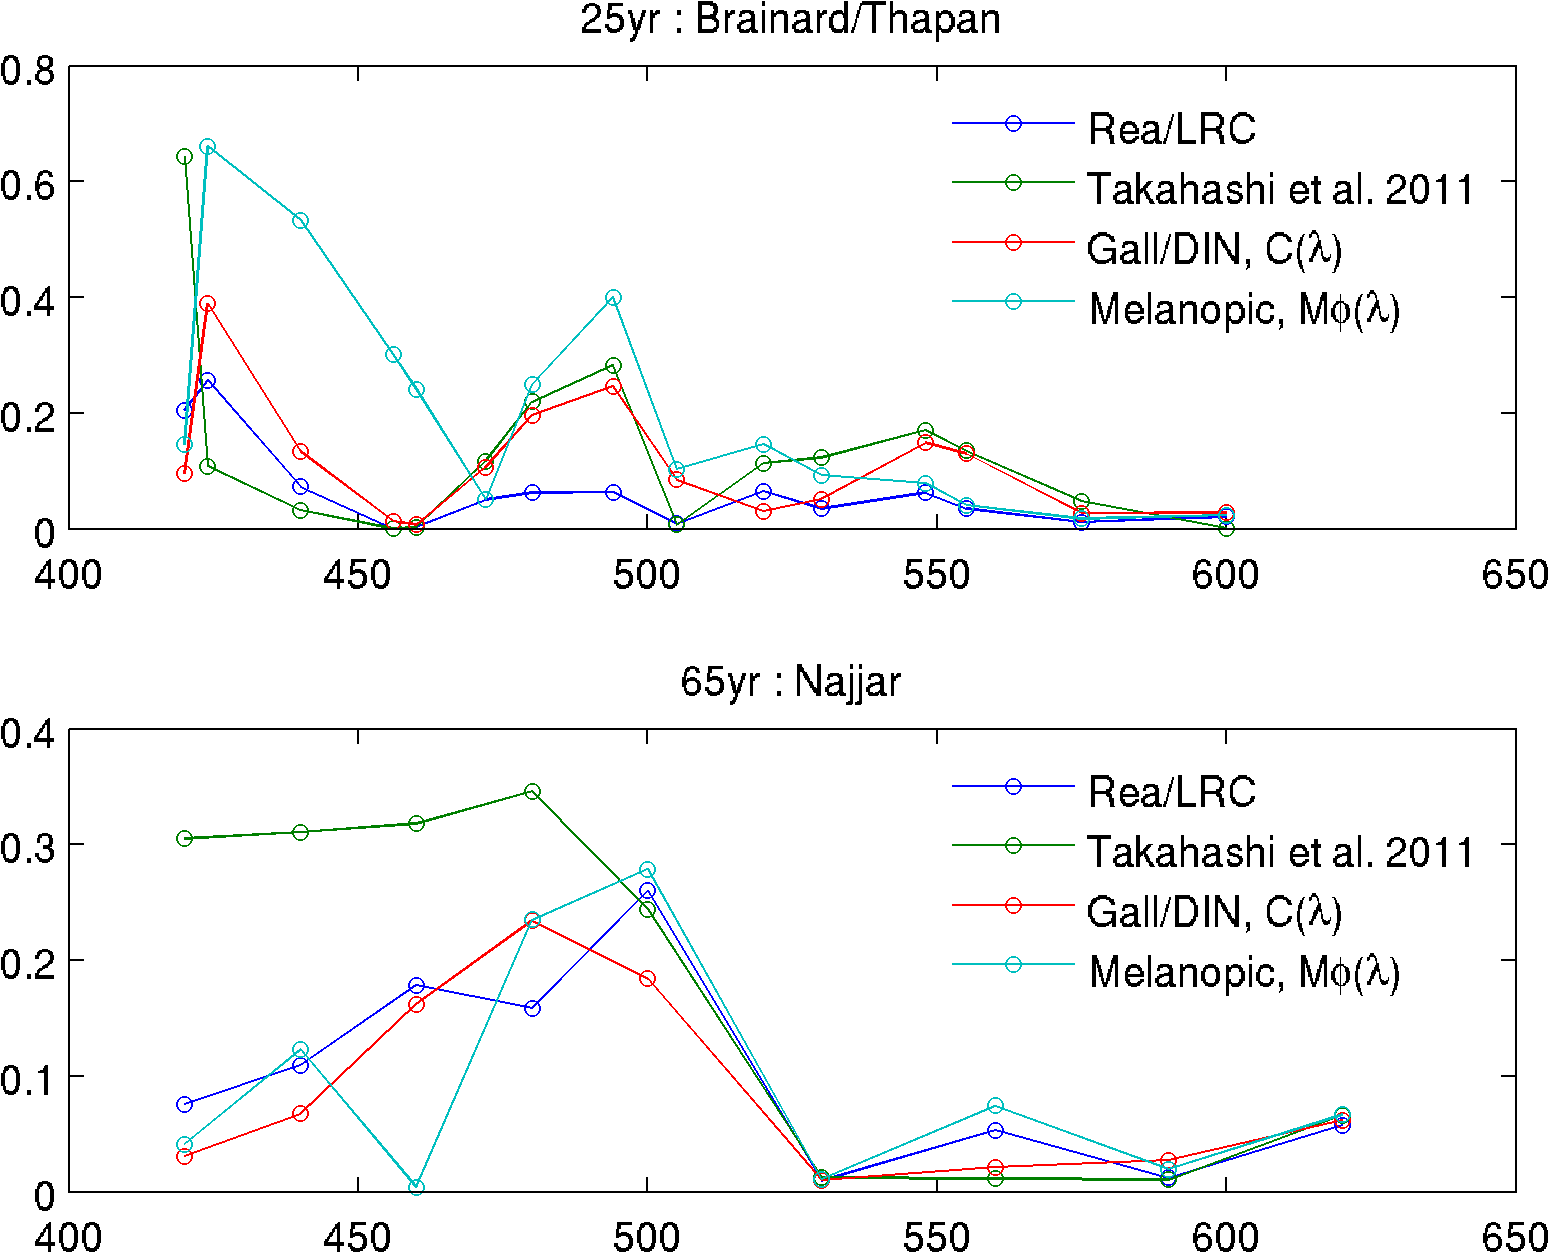 25yr : Brainard/Thapan
0.8
0.6
0.4
0.2
0
400 450 500 550 600 650
Rea/LRC
Takahashi et al. 2011
Gall/DIN, C(λ)
Melanopic, Mϕ(λ)
65yr : Najjar
0.4
0.3
0.2
0.1
0
400 450 500 550 600 650
Rea/LRC
Takahashi et al. 2011
Gall/DIN, C(λ)
Melanopic, Mϕ(λ)